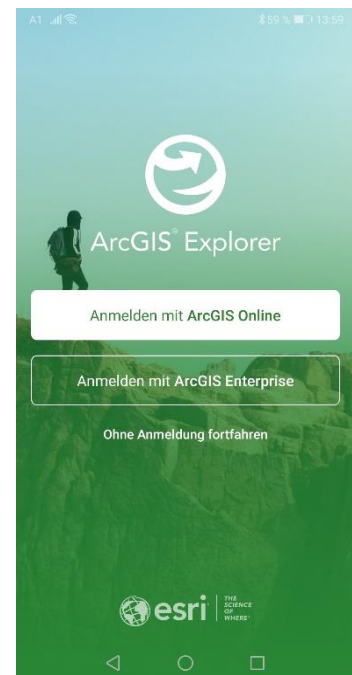 A1 59 % 13:59
ArcGIS® Explorer
Anmelden mit ArcGIS Online
Anmelden mit ArcGIS Enterprise
Ohne Anmeldung fortfahren
esri® THE
SCIENCE
OF
WHERE®